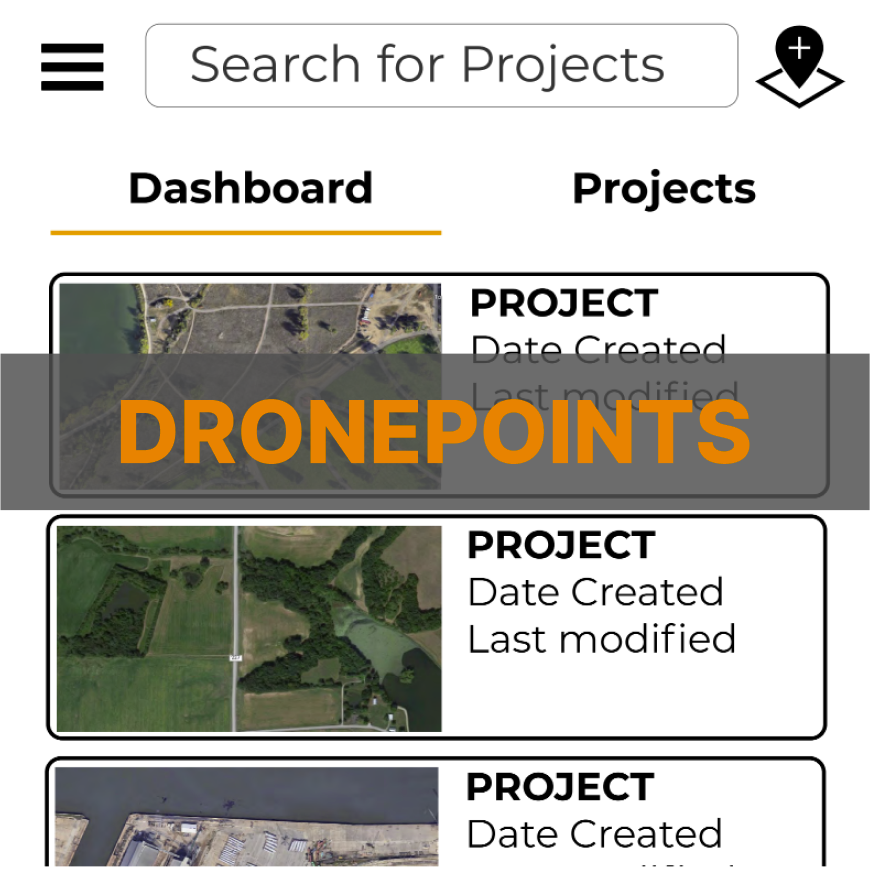 Search for Projects
Dashboard
Projects
PROJECT
Date Created
Last modified
DRONEPOINTS
PROJECT
Date Created
Last modified
PROJECT
Date Created